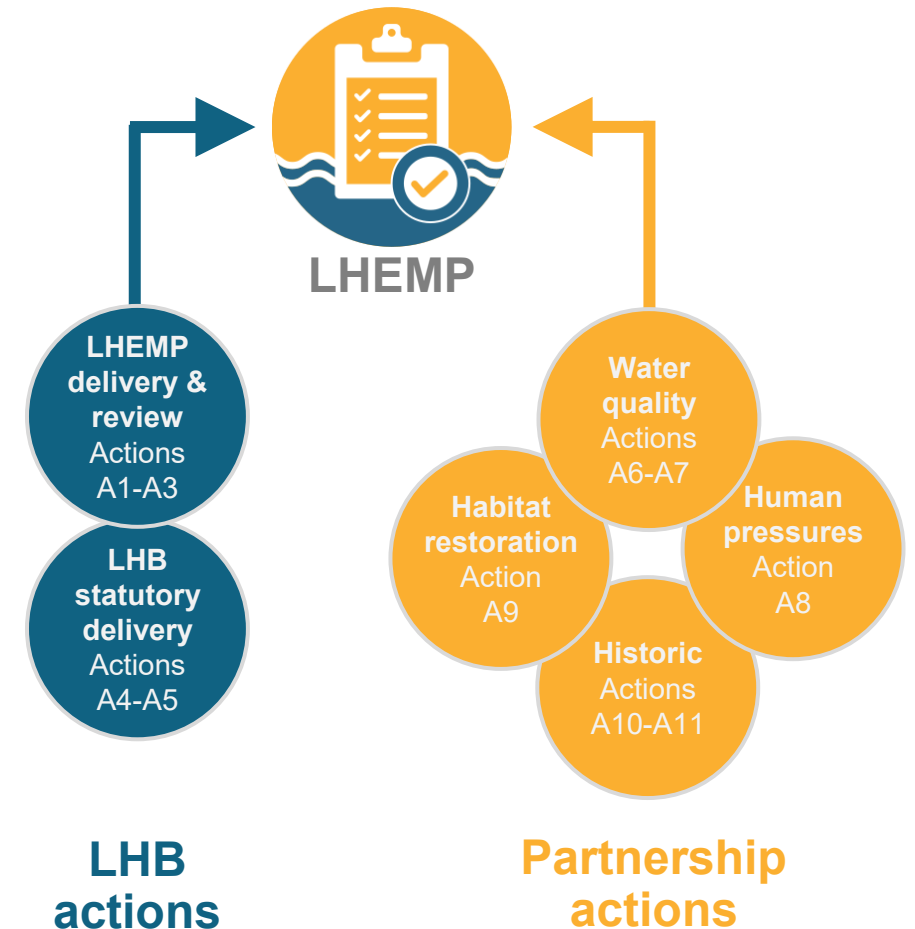 LHEMP
LHEMP
delivery &
review
Actions
A1-A3
LHB
statutory
delivery
Actions
A4-A5
Water
quality
Actions
A6-A7
Habitat
restoration
Action
A9
Human
pressures
Action
A8
Historic
Actions
A10-A11
LHB
actions
Partnership
actions